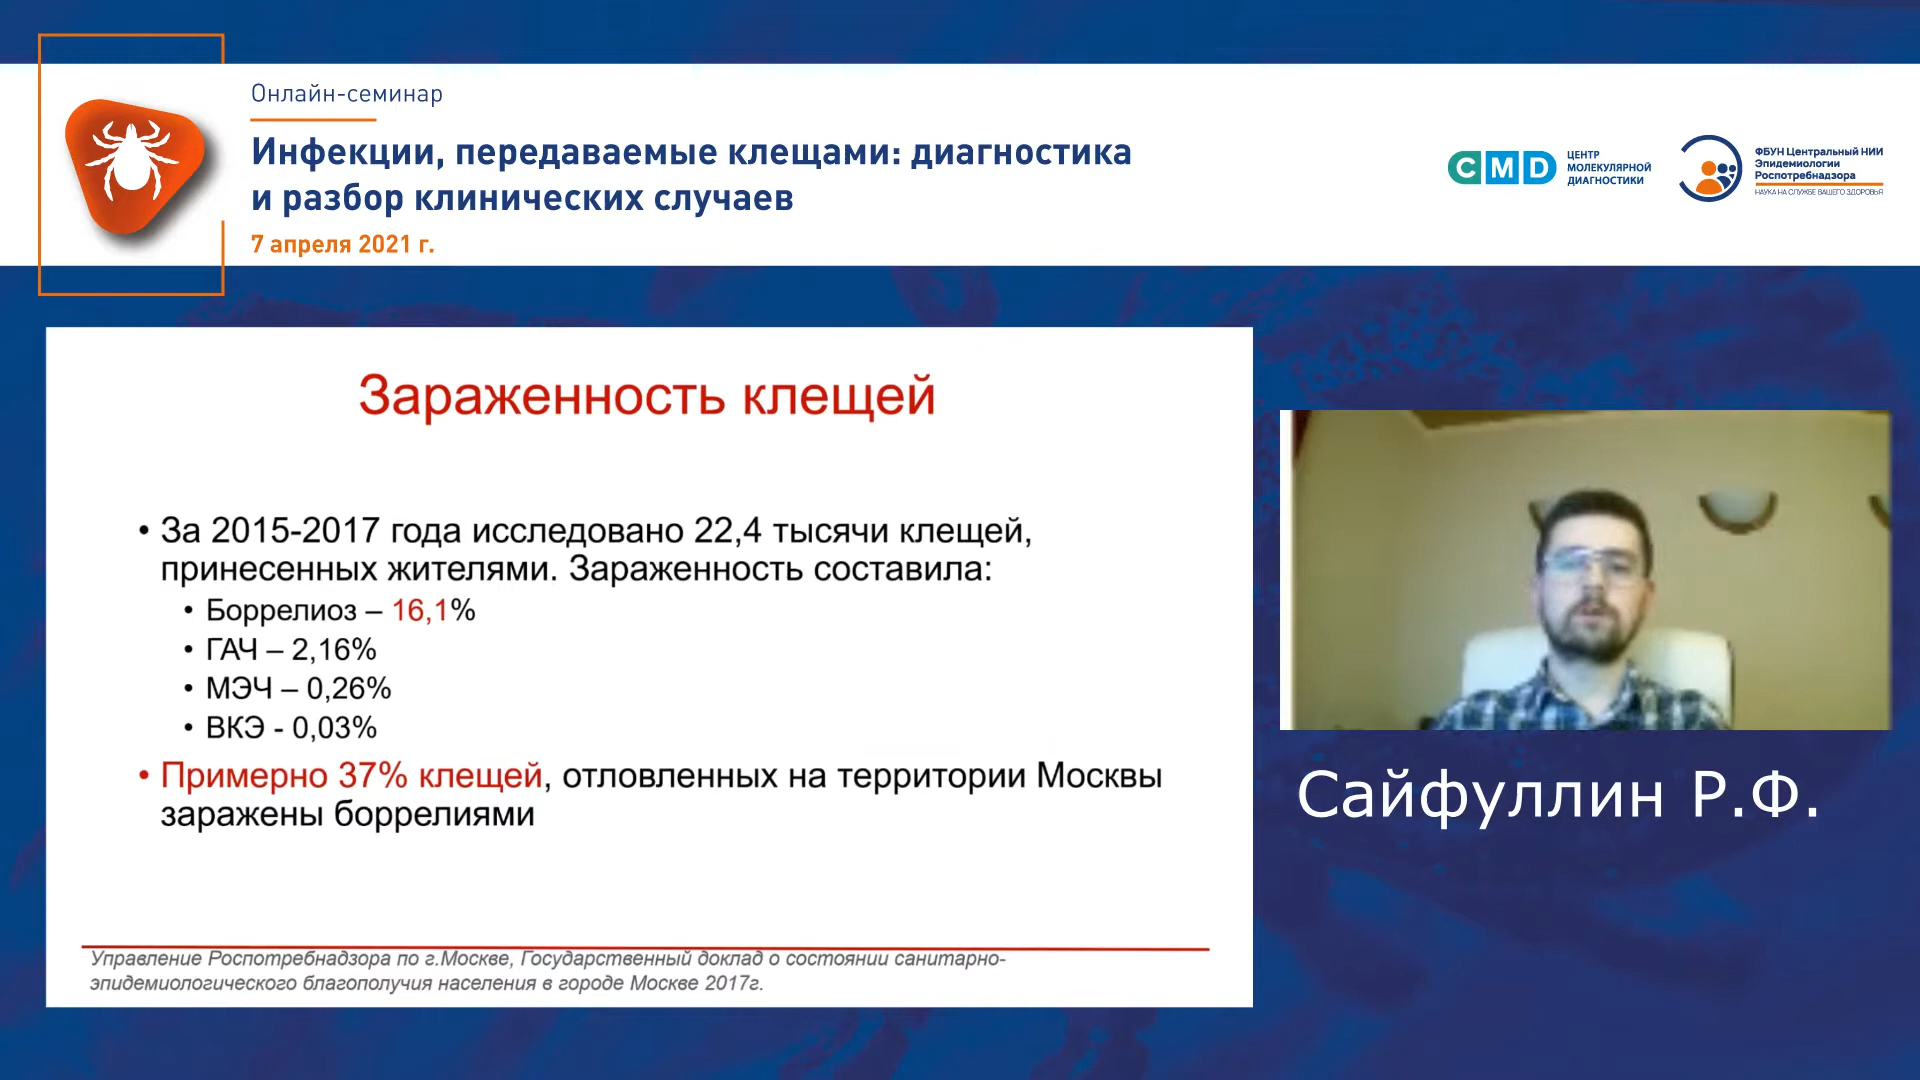 Онлайн-семинар
Инфекции, передаваемые клещами: диагностика
и разбор клинических случаев
7 апреля 2021 г.
CMD
ЦЕНТР
МОЛЕКУЛЯРНОЙ
ДИАГНОСТИКИ
ФБУН Центральный НИИ
Эпидемиологии
Роспотребнадзора
НАУКА НА СЛУЖБЕ ВАШЕГО ЗДОРОВЬЯ
Зараженность клещей
• За 2015-2017 года исследовано 22,4 тысячи клещей,
принесенных жителями. Зараженность составила:
• Боррелиоз – 16,1%
• ГАЧ – 2,16%
• МЭЧ – 0,26%
• ВКЭ - 0,03%
• Примерно 37% клещей, отловленных на территории Москвы
заражены боррелиями
Управление Роспотребнадзора по г.Москве, Государственный доклад о состоянии санитарно-
эпидемиологического благополучия населения в городе Москве 2017г.
Сайфуллин Р.Ф.